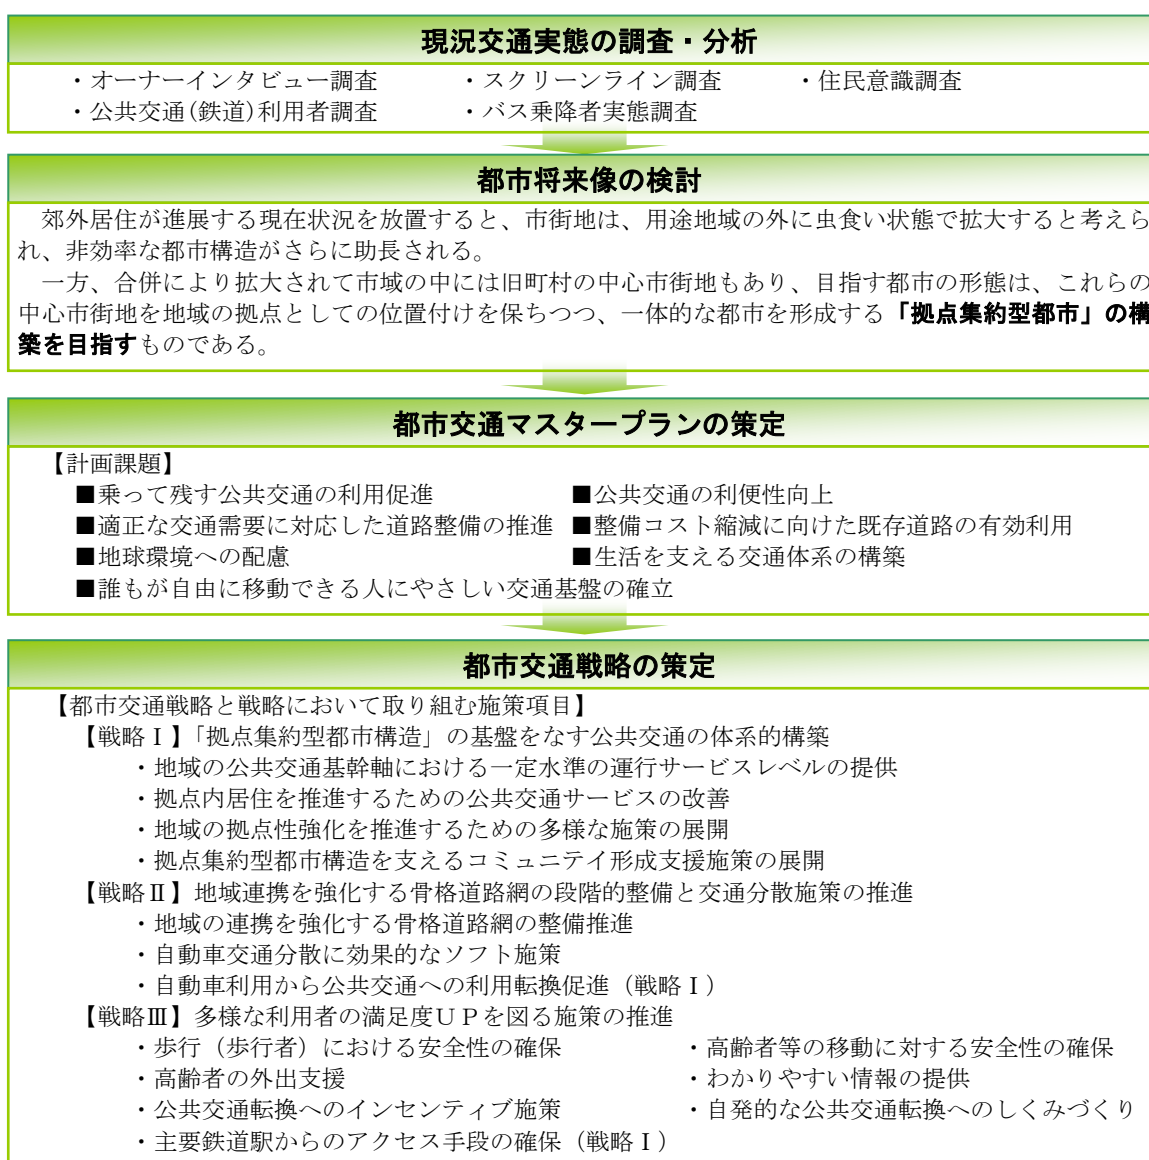 現況交通実態の調査・分析
・オーナーインタビュー調査 ・スクリーンライン調査 ・住民意識調査
・公共交通(鉄道)利用者調査 ・バス乗降者実態調査
都市将来像の検討
郊外居住が進展する現在状況を放置すると、市街地は、用途地域の外に虫食い状態で拡大すると考えら
れ、非効率な都市構造がさらに助長される。
一方、合併により拡大されて市域の中には旧町村の中心市街地もあり、目指す都市の形態は、これらの
中心市街地を地域の拠点としての位置付けを保ちつつ、一体的な都市を形成する「拠点集約型都市」の構
築を目指すものである。
都市交通マスタープランの策定
【計画課題】
■乗って残す公共交通の利用促進 ■公共交通の利便性向上
■適正な交通需要に対応した道路整備の推進 ■整備コスト縮減に向けた既存道路の有効利用
■地球環境への配慮 ■生活を支える交通体系の構築
■誰もが自由に移動できる人にやさしい交通基盤の確立
都市交通戦略の策定
【都市交通戦略と戦略において取り組む施策項目】
【戦略Ⅰ】「拠点集約型都市構造」の基盤をなす公共交通の体系的構築
・地域の公共交通基幹軸における一定水準の運行サービスレベルの提供
・拠点内居住を推進するための公共交通サービスの改善
・地域の拠点性強化を推進するための多様な施策の展開
・拠点集約型都市構造を支えるコミュニテイ形成支援施策の展開
【戦略Ⅱ】地域連携を強化する骨格道路網の段階的整備と交通分散施策の推進
・地域の連携を強化する骨格道路網の整備推進
・自動車交通分散に効果的なソフト施策
・自動車利用から公共交通への利用転換促進（戦略Ⅰ）
【戦略Ⅲ】多様な利用者の満足度ＵＰを図る施策の推進
・歩行（歩行者）における安全性の確保 ・高齢者等の移動に対する安全性の確保
・高齢者の外出支援 ・わかりやすい情報の提供
・公共交通転換へのインセンティブ施策 ・自発的な公共交通転換へのしくみづくり
・主要鉄道駅からのアクセス手段の確保（戦略Ⅰ）